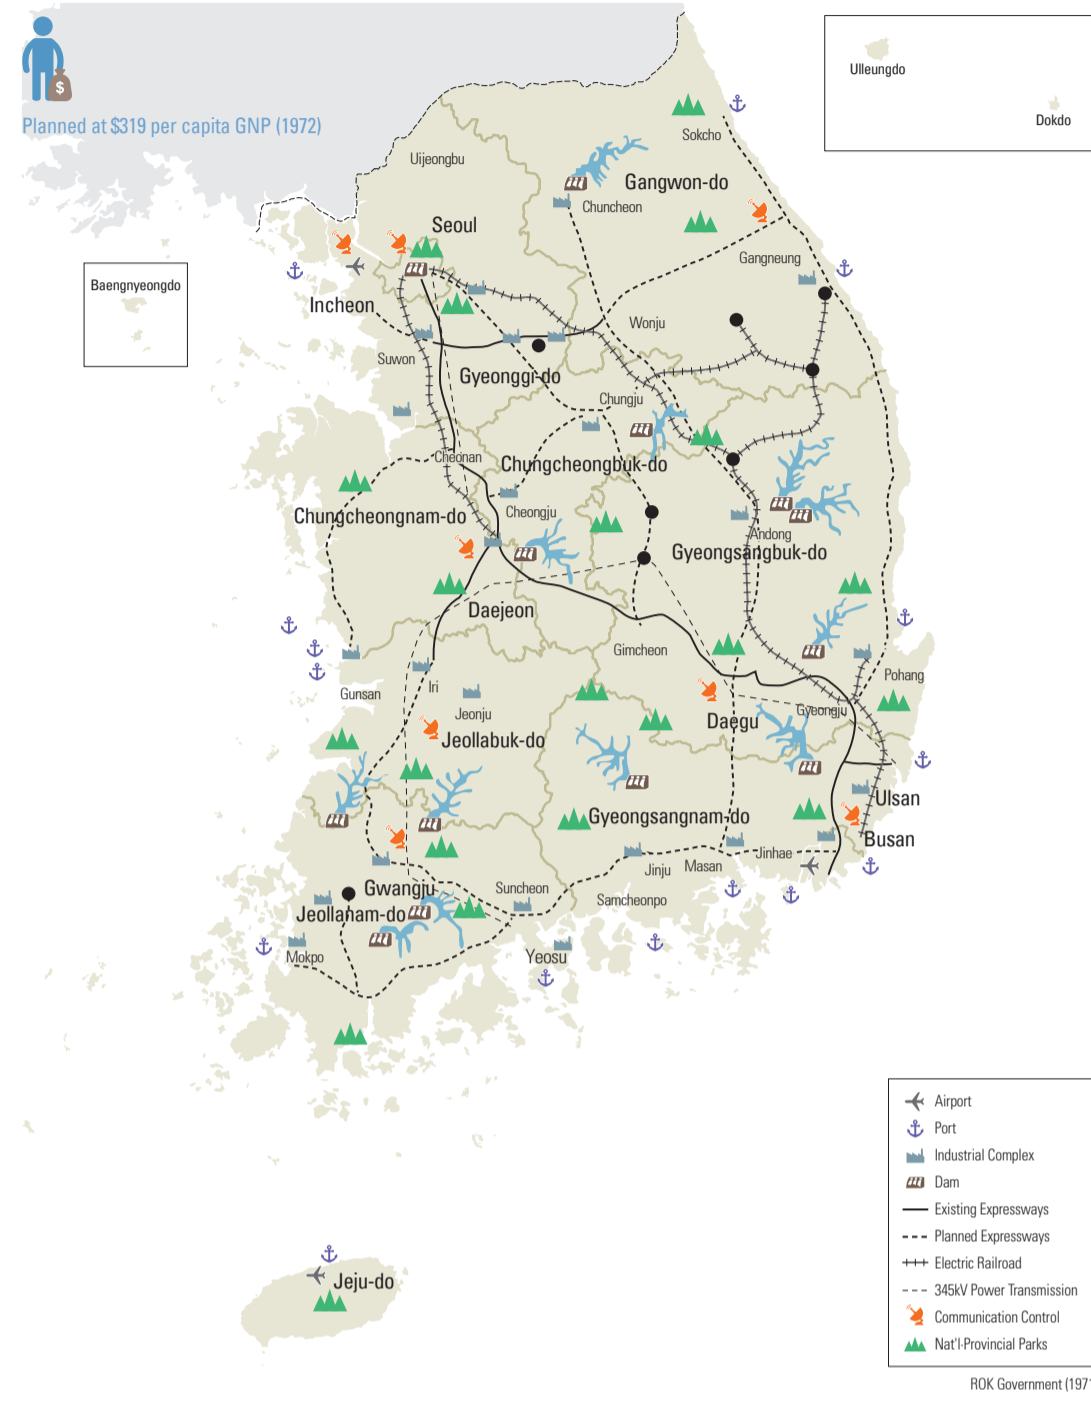 $
Planned at $319 per capita GNP (1972)
Ulleungdo
Dokdo
Sokcho
Uijeongbu
Gangwon-do
Chuncheon
Seoul
Gangneung
Baengnyeongdo
Incheon
Wonju
Suwon
Gyeonggi-do
Chungju
Cheonan
Chungcheongbuk-do
Cheongju
Chungcheongnam-do
Andong
Gyeongsangbuk-do
Daejeon
Gimcheon
Pohang
Iri
Gunsan
Jeonju
Gyeongju
Daegu
Jeollabuk-do
Ulsan
Gyeongsangnam-do
Busan
Jinhae
Masan
Jinju
Gwangju
Suncheon
Samcheonpo
Jeollanam-do
Mokpo
Yeosu
Jeju-do
Airport
Port
Industrial Complex
Dam
Existing Expressways
Planned Expressways
Electric Railroad
345kV Power Transmission
Communication Control
Nat'l·Provincial Parks
ROK Government (1971